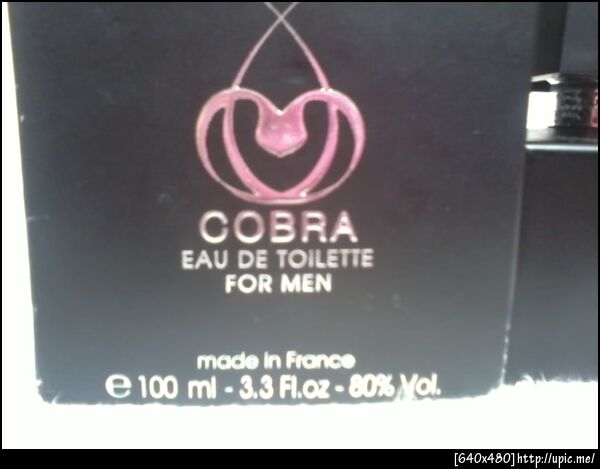 COBRA
EAU DE TOILETTE
FOR MEN
made in France
e 100 ml - 3.3 Fl.oz - 80% Vol.
[640x480]http://upic.me/